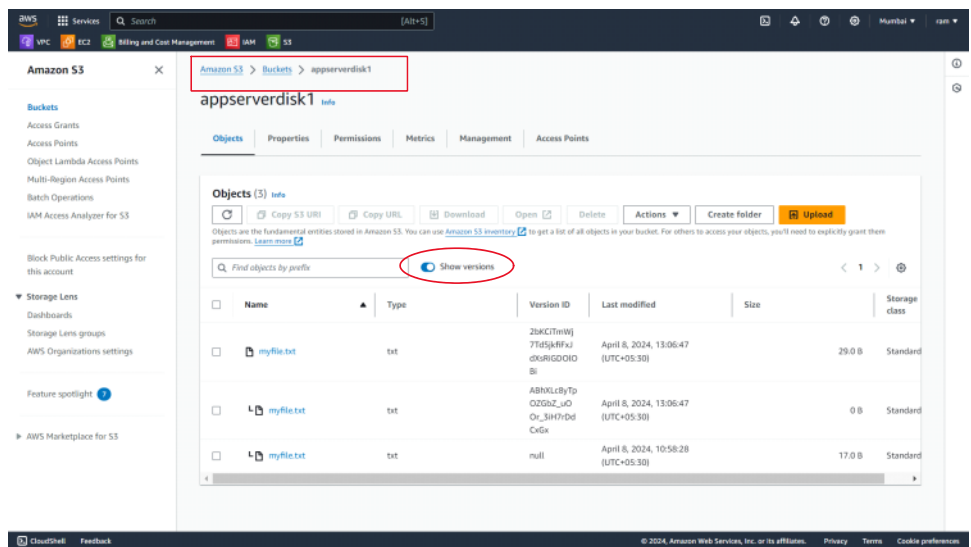 aws Services Search [Alt+S] Mumbai ram
VPC EC2 Billing and Cost Management IAM S3
Amazon S3
Buckets
Access Grants
Access Points
Object Lambda Access Points
Multi-Region Access Points
Batch Operations
IAM Access Analyzer for S3
Block Public Access settings for
this account
Storage Lens
Dashboards
Storage Lens groups
AWS Organizations settings
Feature spotlight 7
AWS Marketplace for S3
Amazon S3 > Buckets > appserverdisk1
appserverdisk1 Info
Objects Properties Permissions Metrics Management Access Points
Objects (3) Info
Copy S3 URI Copy URL Download Open Delete Actions Create folder Upload
Objects are the fundamental entities stored in Amazon S3. You can use Amazon S3 inventory to get a list of all objects in your bucket. For others to access your objects, you'll need to explicitly grant them
permissions. Learn more
Find objects by prefix Show versions 1
Name Type Version ID Last modified Size Storage
class
myfile.txt txt April 8, 2024, 13:06:47
(UTC+05:30) 29.0 B Standard
myfile.txt txt April 8, 2024, 13:06:47
(UTC+05:30) 0 B Standard
myfile.txt txt null April 8, 2024, 10:58:28
(UTC+05:30) 17.0 B Standard
CloudShell Feedback © 2024, Amazon Web Services, Inc. or its affiliates. Privacy Terms Cookie preferences